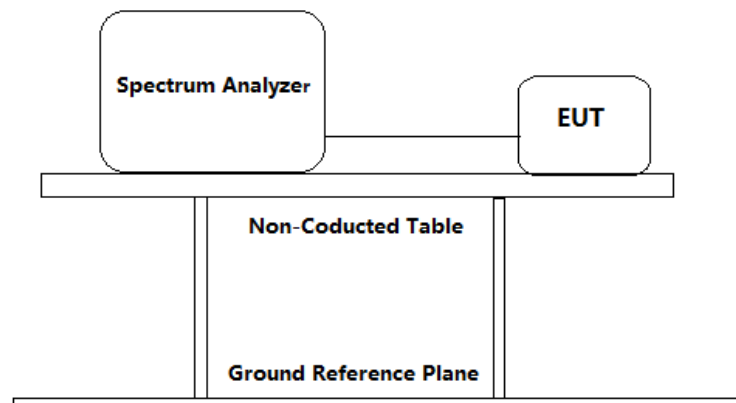 Spectrum Analyzer
EUT
Non-Coducted Table
Ground Reference Plane